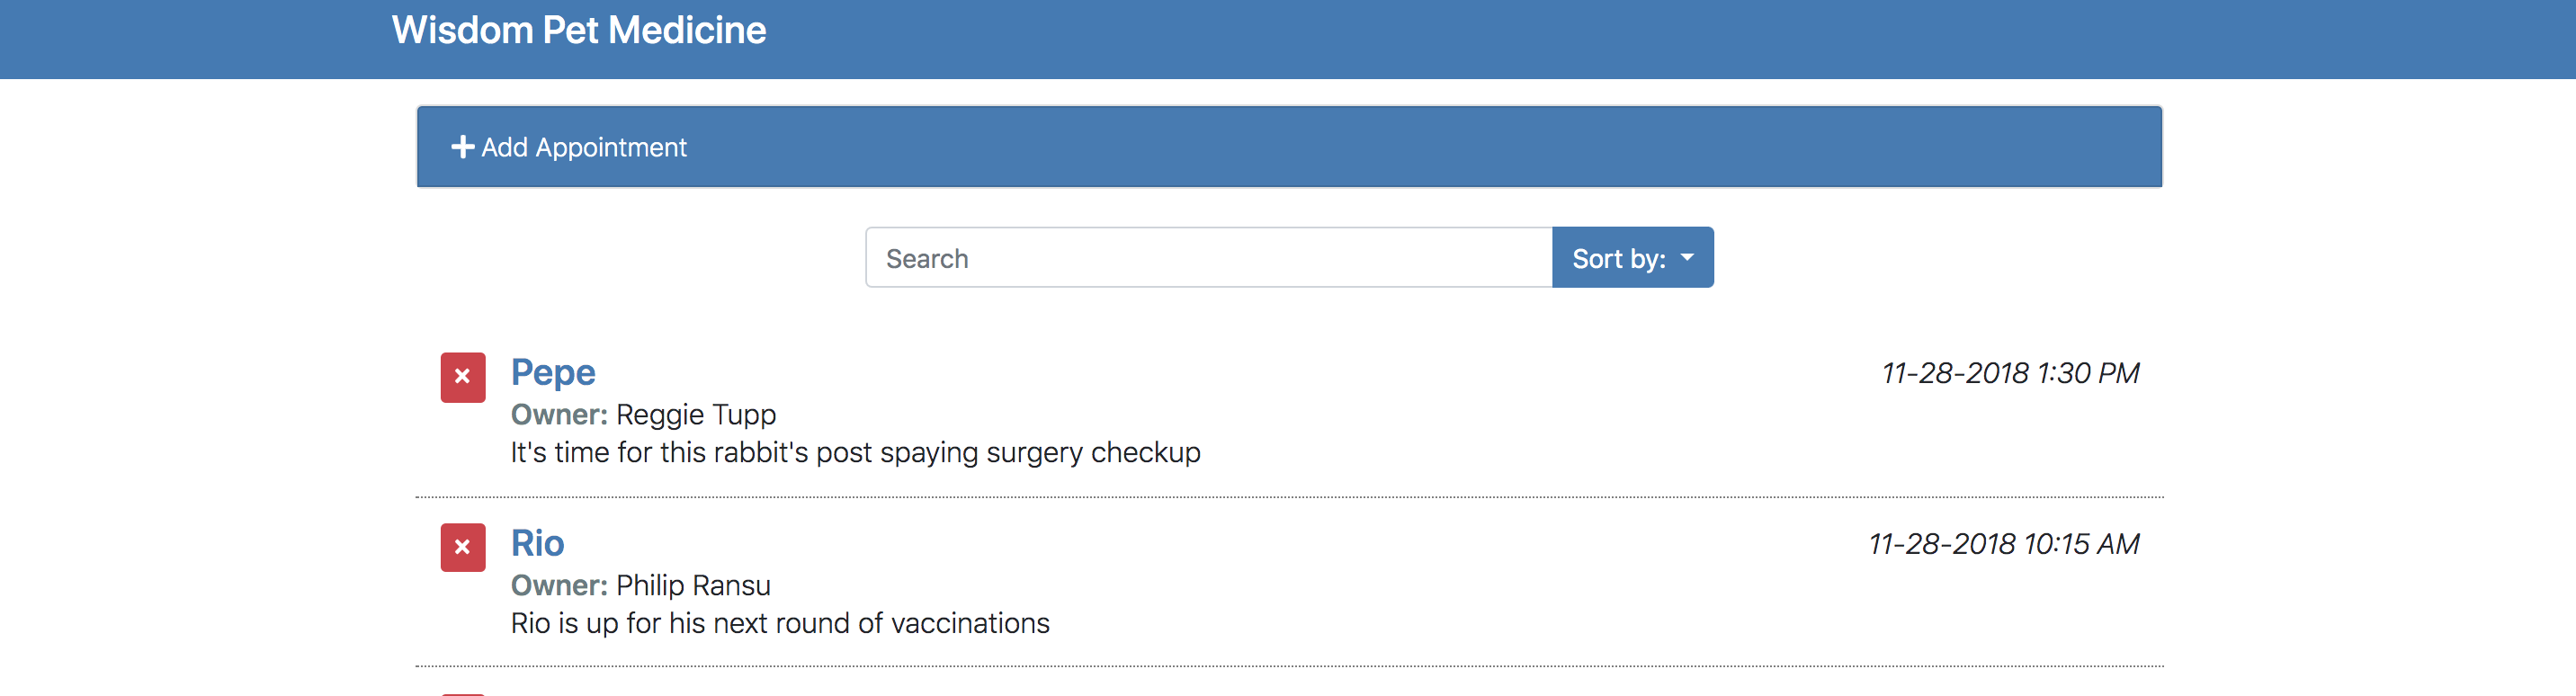 Wisdom Pet Medicine
Add Appointment
Search
Sort by:
Pepe
11-28-2018 1:30 PM
Owner: Reggie Tupp
It's time for this rabbit's post spaying surgery checkup
Rio
11-28-2018 10:15 AM
Owner: Philip Ransu
Rio is up for his next round of vaccinations